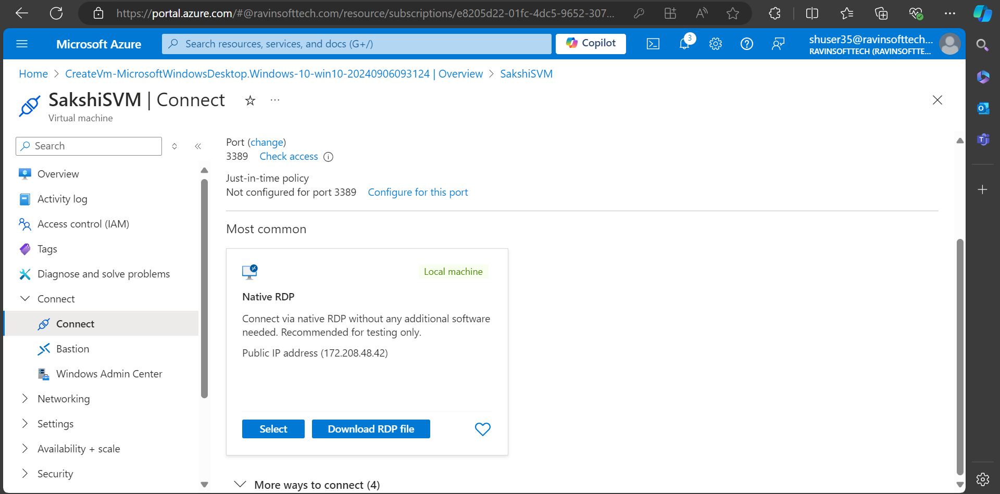 https://portal.azure.com/#@ravinsofttech.com/resource/subscriptions/e8205d22-01fc-4dc5-9652-307...
Microsoft Azure
Search resources, services, and docs (G+/)
Copilot
3
shuser35@ravinsofttech...
RAVINSOFTTECH (RAVINSOFTTE...
Home > CreateVm-MicrosoftWindowsDesktop.Windows-10-win10-20240906093124 | Overview > SakshiSVM
SakshiSVM | Connect
Virtual machine
Search
Overview
Activity log
Access control (IAM)
Tags
Diagnose and solve problems
Connect
Connect
Bastion
Windows Admin Center
Networking
Settings
Availability + scale
Security
Port (change)
3389 Check access
Just-in-time policy
Not configured for port 3389 Configure for this port
Most common
Local machine
Native RDP
Connect via native RDP without any additional software
needed. Recommended for testing only.
Public IP address (172.208.48.42)
Select Download RDP file
More ways to connect (4)